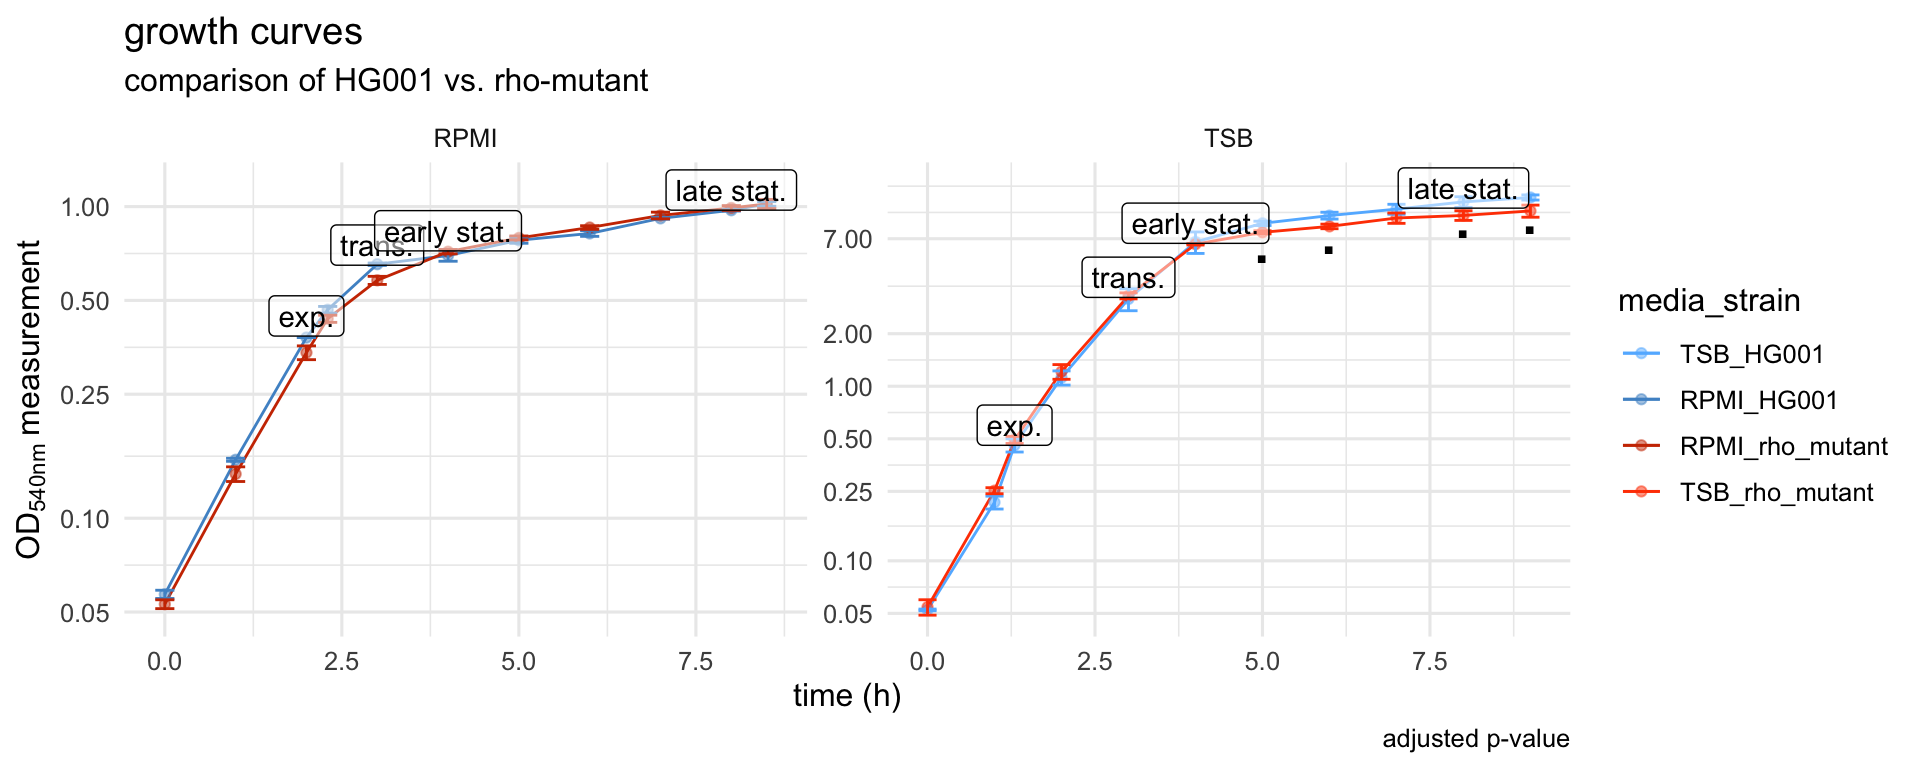 growth curves
comparison of HG001 vs. rho-mutant
RPMI
TSB
OD540nm measurement
1.00
0.50
0.25
0.10
0.05
late stat.
early stat.
trans.
exp.
0.0 2.5 5.0 7.5
7.00
2.00
1.00
0.50
0.25
0.10
0.05
late stat.
early stat.
trans.
exp.
0.0 2.5 5.0 7.5
time (h)
media_strain
TSB_HG001
RPMI_HG001
RPMI_rho_mutant
TSB_rho_mutant
adjusted p-value